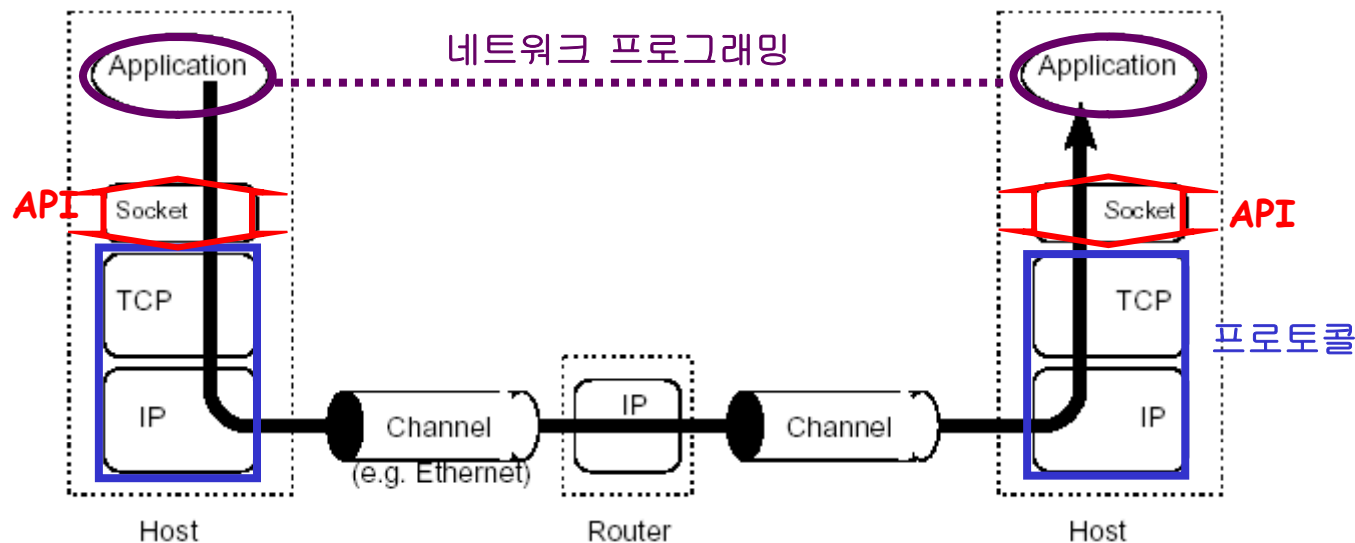 네트워크 프로그래밍
Application
Application
API
Socket
Socket
API
TCP
TCP
프로토콜
IP
IP
IP
Channel
Channel
(e.g. Ethernet)
Host
Router
Host